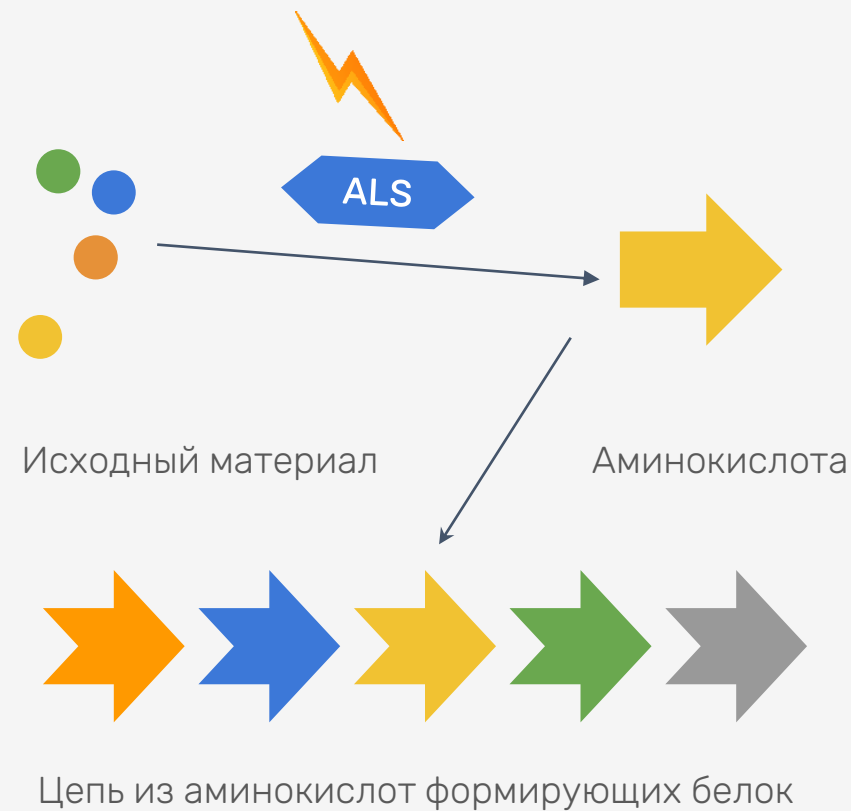 ALS
Исходный материал
Аминокислота
Цепь из аминокислот формирующих белок